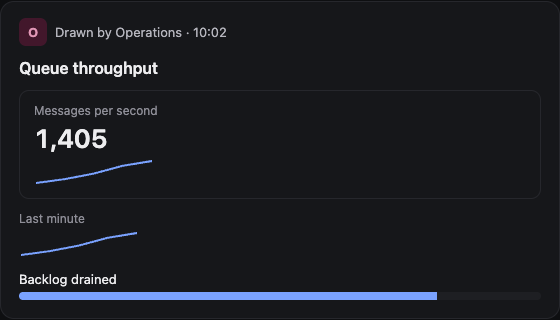 O
Drawn by Operations · 10:02
Queue throughput
Messages per second
1,405
Last minute
Backlog drained